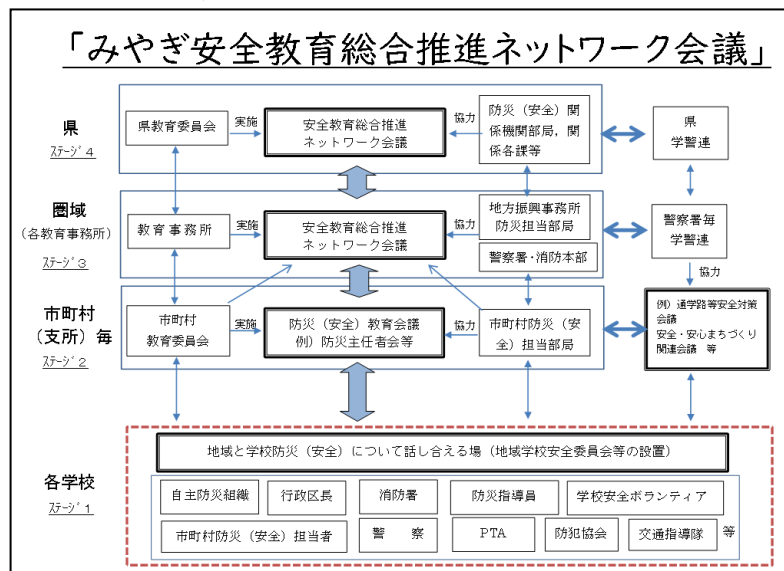 「みやぎ安全教育総合推進ネットワーク会議」
県
ｽﾃｰｼﾞ4
県教育委員会
実施
安全教育総合推進
ネットワーク会議
協力
防災（安全）関
係機関部局，関
係各課等
県
学警連
圏域
（各教育事務所）
ｽﾃｰｼﾞ3
教育事務所
実施
安全教育総合推進
ネットワーク会議
協力
地方振興事務所
防災担当部局
警察署・消防本部
警察署毎
学警連
協力
市町村
（支所）毎
ｽﾃｰｼﾞ2
市町村
教育委員会
実施
防災（安全）教育会議
例）防災主任者会等
協力
市町村防災（安
全）担当部局
例）通学路等安全対策
会議
安全・安心まちづくり
関連会議　等
各学校
ｽﾃｰｼﾞ1
地域と学校防災（安全）について話し合える場（地域学校安全委員会等の設置）
自主防災組織
行政区長
消防署
防災指導員
学校安全ボランティア
市町村防災（安全）担当者
警　察
PTA
防犯協会
交通指導隊
等